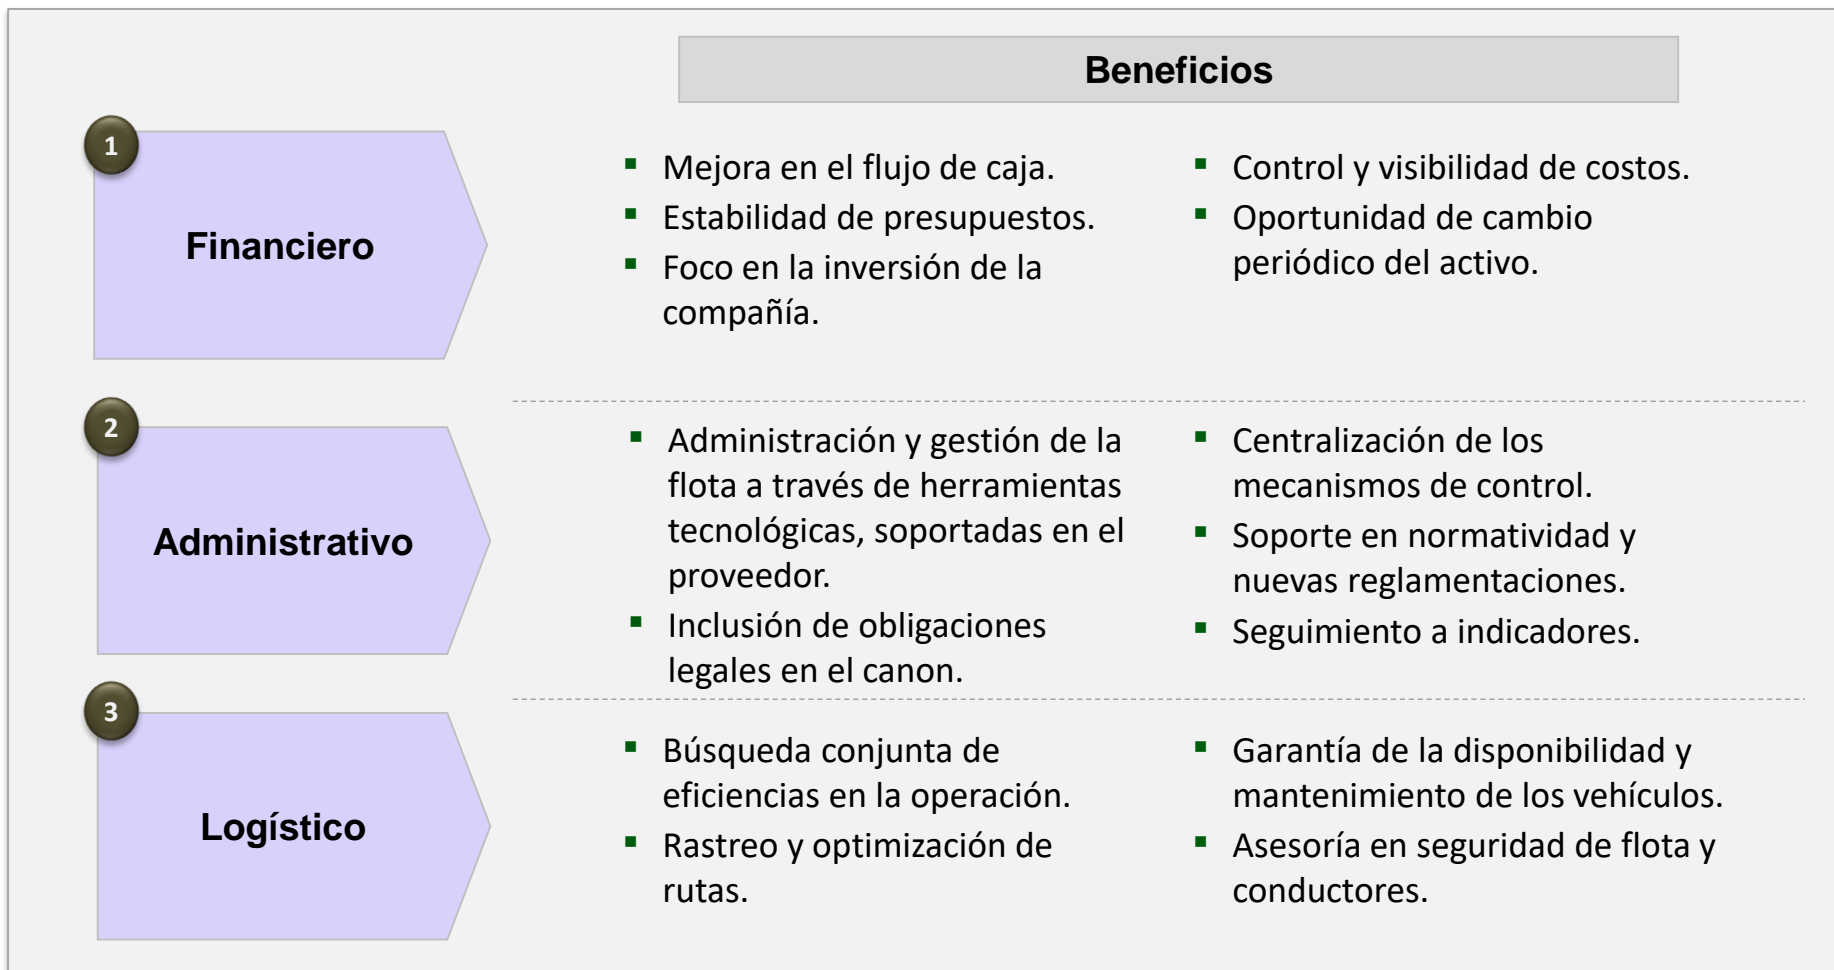 Beneficios
1
Financiero
▪ Mejora en el flujo de caja.
▪ Estabilidad de presupuestos.
▪ Foco en la inversión de la
compañía.
▪ Control y visibilidad de costos.
▪ Oportunidad de cambio
periódico del activo.
2
Administrativo
▪ Administración y gestión de la
flota a través de herramientas
tecnológicas, soportadas en el
proveedor.
▪ Inclusión de obligaciones
legales en el canon.
▪ Centralización de los
mecanismos de control.
▪ Soporte en normatividad y
nuevas reglamentaciones.
▪ Seguimiento a indicadores.
3
Logístico
▪ Búsqueda conjunta de
eficiencias en la operación.
▪ Rastreo y optimización de
rutas.
▪ Garantía de la disponibilidad y
mantenimiento de los vehículos.
▪ Asesoría en seguridad de flota y
conductores.